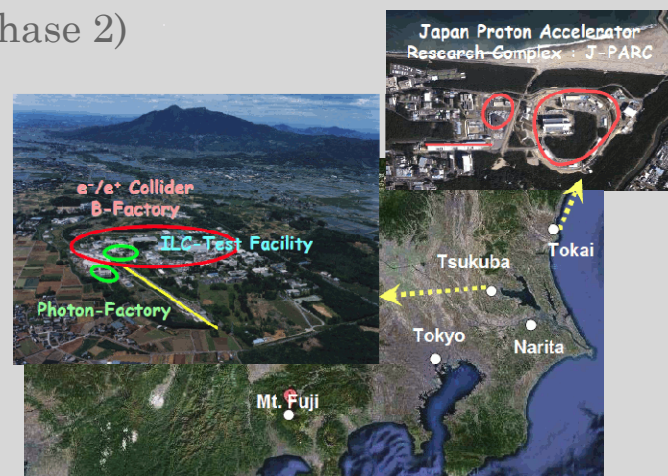 hase 2)
Japan Proton Accelerator
Research Complex : J-PARC
e⁻/e⁺ Collider
B-Factory
ILC-Test Facility
Photon-Factory
Tokai
Tsukuba
Tokyo
Narita
Mt. Fuji